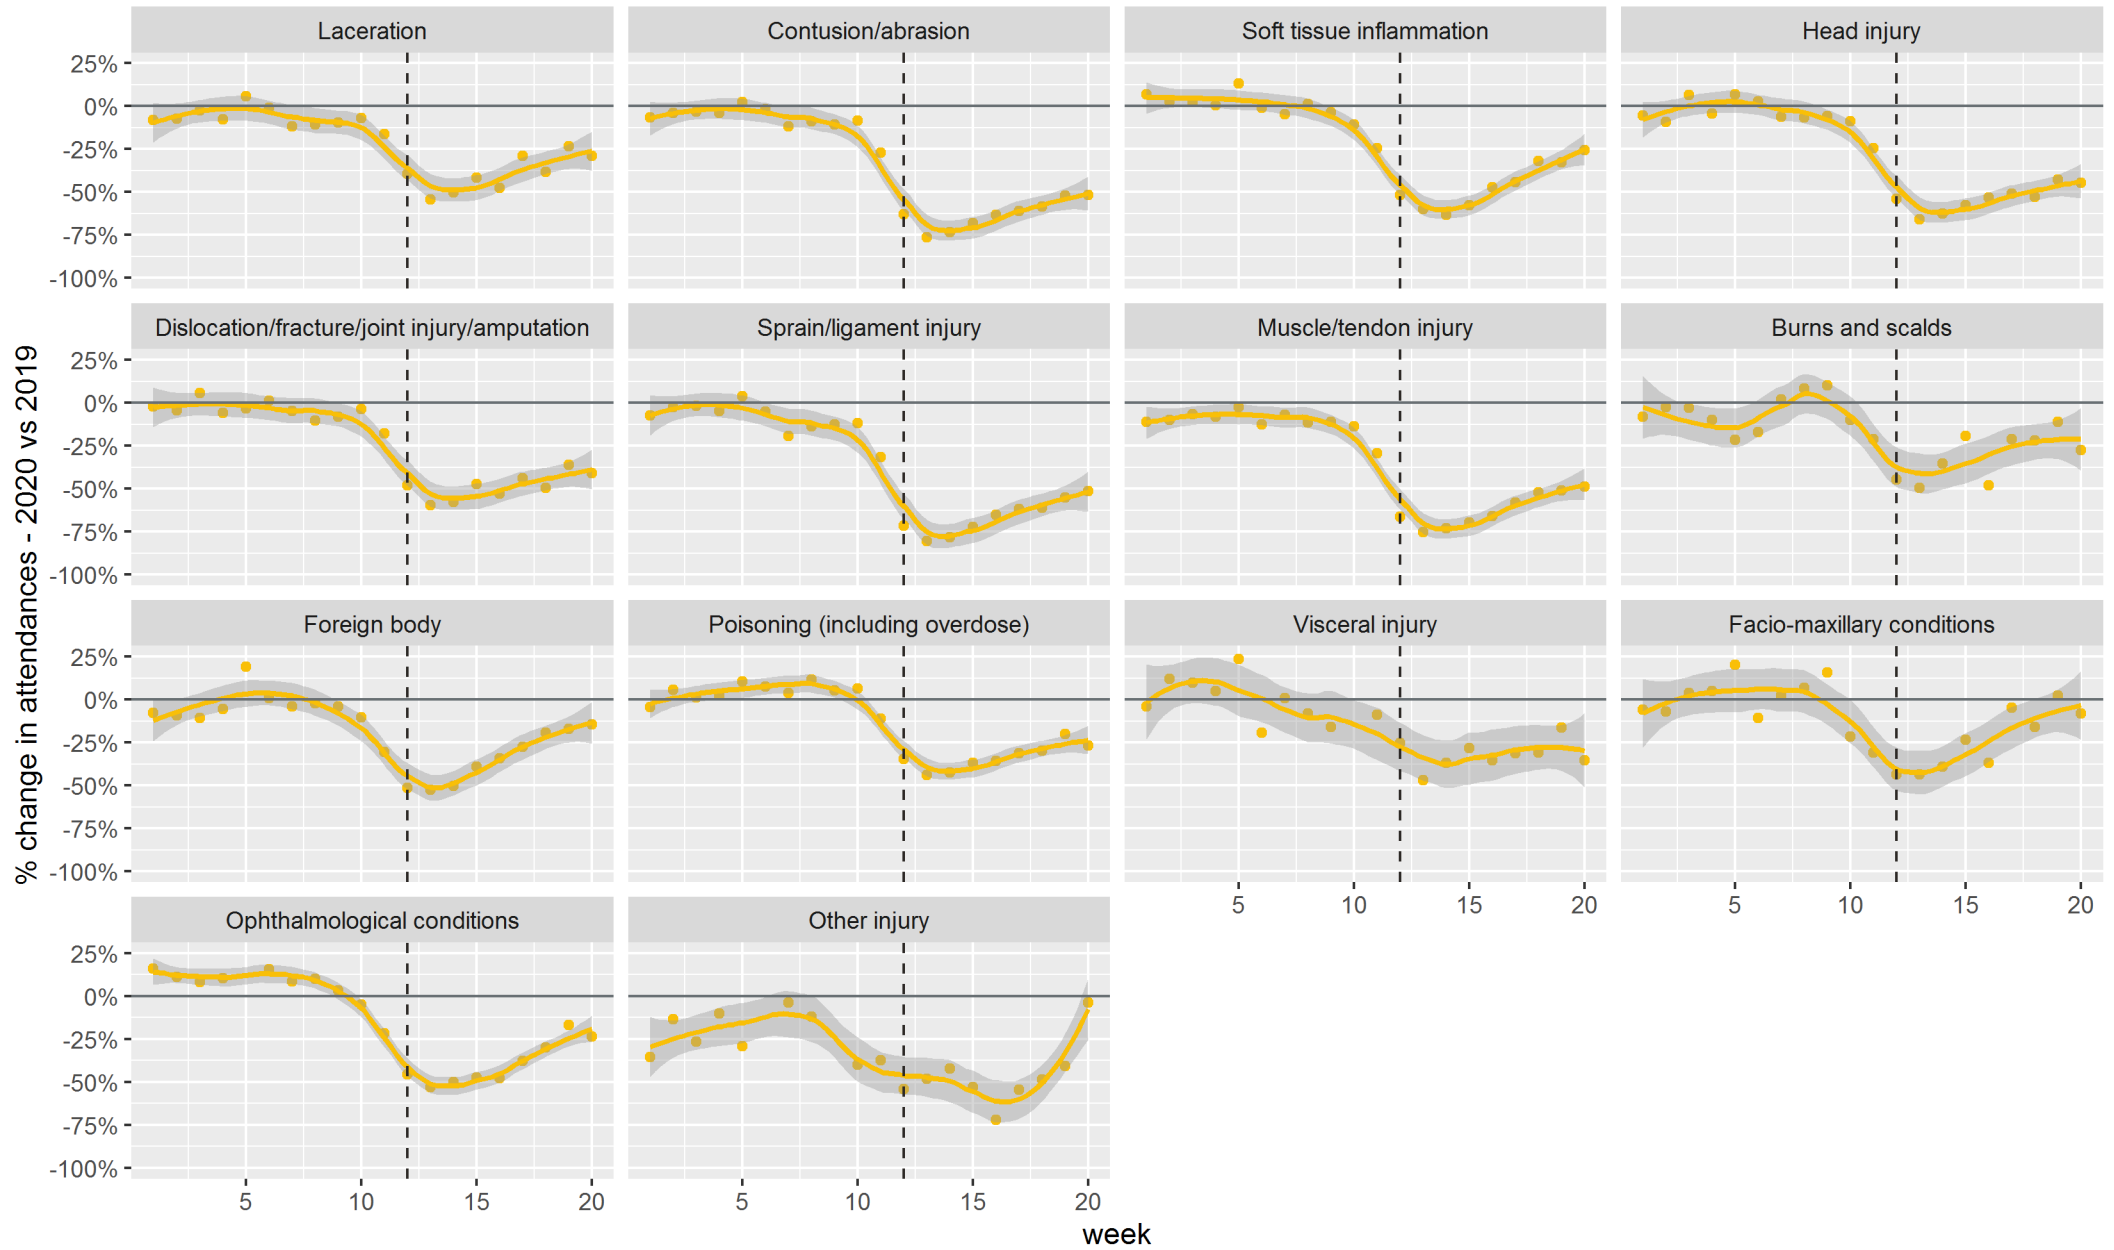 Laceration
Contusion/abrasion
Soft tissue inflammation
Head injury
25%
0%
-25%
-50%
-75%
-100%
Dislocation/fracture/joint injury/amputation
Sprain/ligament injury
Muscle/tendon injury
Burns and scalds
25%
0%
-25%
-50%
-75%
-100%
% change in attendances - 2020 vs 2019
Foreign body
Poisoning (including overdose)
Visceral injury
Facio-maxillary conditions
25%
0%
-25%
-50%
-75%
-100%
5 10 15 20
5 10 15 20
Ophthalmological conditions
Other injury
25%
0%
-25%
-50%
-75%
-100%
5 10 15 20
5 10 15 20
week